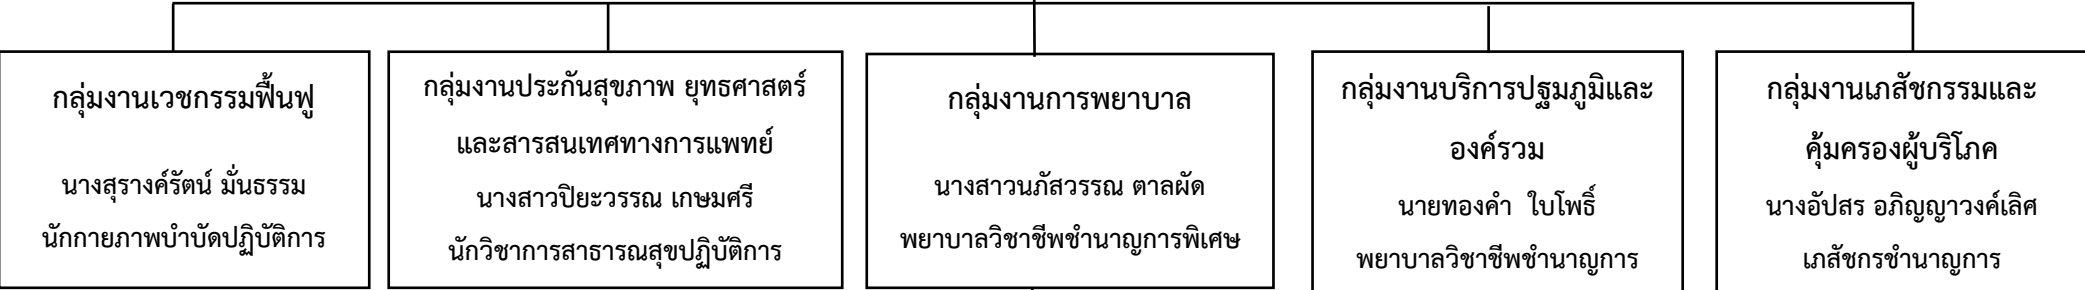 กลุ่มงานเวชกรรมฟื้นฟู
นางสุรางค์รัตน์ มั่นธรรม
นักกายภาพบำบัดปฏิบัติการ
กลุ่มงานประกันสุขภาพ ยุทธศาสตร์
และสารสนเทศทางการแพทย์
นางสาวปิยะวรรณ เกษมศรี
นักวิชาการสาธารณสุขปฏิบัติการ
กลุ่มงานการพยาบาล
นางสาวนภัสวรรณ ตาลผัด
พยาบาลวิชาชีพชำนาญการพิเศษ
กลุ่มงานบริการปฐมภูมิและ
องค์รวม
นายทองคำ ใบโพธิ์
พยาบาลวิชาชีพชำนาญการ
กลุ่มงานเภสัชกรรมและ
คุ้มครองผู้บริโภค
นางอัปสร อภิญญาวงค์เลิศ
เภสัชกรชำนาญการ